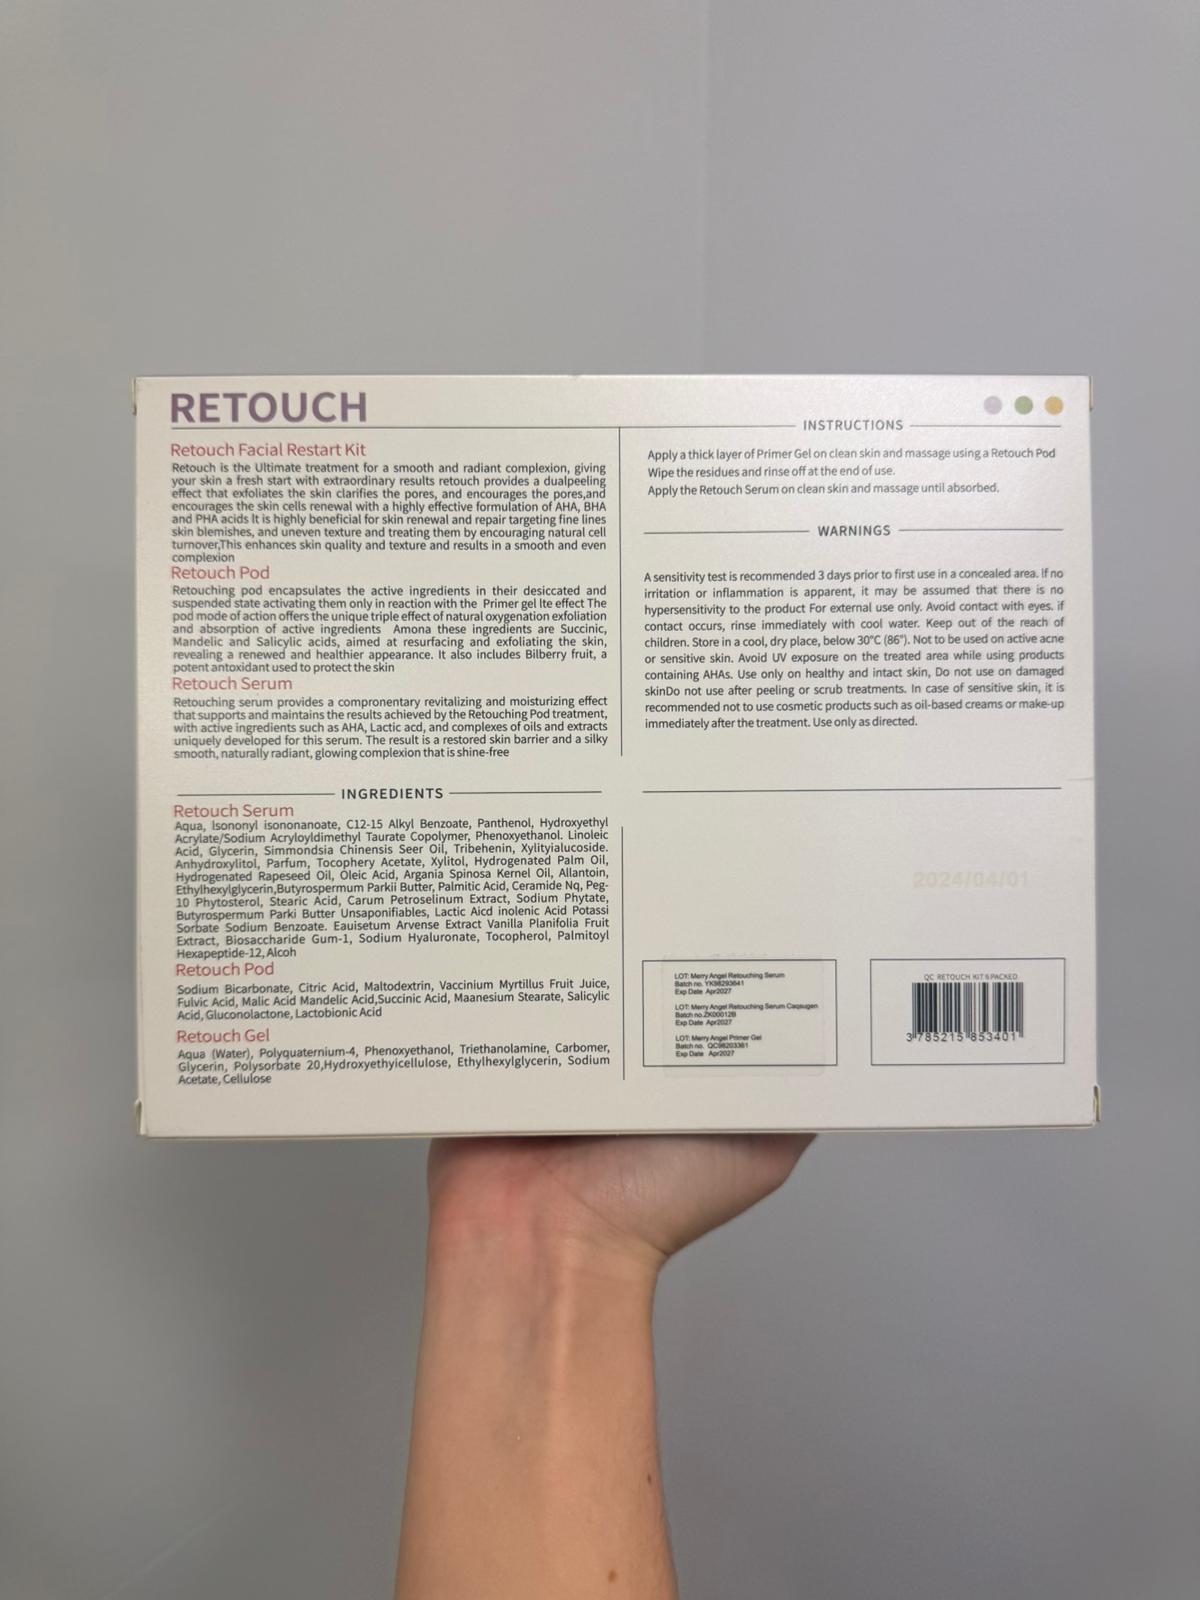 RETOUCH
Retouch Facial Restart Kit
Retouch is the Ultimate treatment for a smooth and radiant complexion, giving
your skin a fresh start with extraordinary results retouch provides a dualpeeling
effect that exfoliates the skin clarifies the pores, and encourages the pores,and
encourages the skin cells renewal with a highly effective formulation of AHA, BHA
and PHA acids It is highly beneficial for skin renewal and repair targeting fine lines
skin blemishes, and uneven texture and treating them by encouraging natural cell
turnover,This enhances skin quality and texture and results in a smooth and even
complexion
Retouch Pod
Retouching pod encapsulates the active ingredients in their desiccated and
suspended state activating them only in reaction with the Primer gel Ite effect The
pod mode of action offers the unique triple effect of natural oxygenation exfoliation
and absorption of active ingredients Amona these ingredients are Succinic,
Mandelic and Salicylic acids, aimed at resurfacing and exfoliating the skin,
revealing a renewed and healthier appearance. It also includes Bilberry fruit, a
potent antoxidant used to protect the skin
Retouch Serum
Retouching serum provides a compronentary revitalizing and moisturizing effect
that supports and maintains the results achieved by the Retouching Pod treatment,
with active ingredients such as AHA, Lactic acd, and complexes of oils and extracts
uniquely developed for this serum. The result is a restored skin barrier and a silky
smooth, naturally radiant, glowing complexion that is shine-free
INGREDIENTS
Retouch Serum
Aqua, Isononyl isononanoate, C12-15 Alkyl Benzoate, Panthenol, Hydroxyethyl
Acrylate/Sodium Acryloyldimethyl Taurate Copolymer, Phenoxyethanol. Linoleic
Acid, Glycerin, Simmondsia Chinensis Seer Oil, Tribehenin, Xylityialucoside.
Anhydroxylitol, Parfum, Tocophery Acetate, Xylitol, Hydrogenated Palm Oil,
Hydrogenated Rapeseed Oil, Oleic Acid, Argania Spinosa Kernel Oil, Allantoin,
Ethylhexylglycerin,Butyrospermum Parkii Butter, Palmitic Acid, Ceramide Nq, Peg-
10 Phytosterol, Stearic Acid, Carum Petroselinum Extract, Sodium Phytate,
Butyrospermum Parki Butter Unsaponifiables, Lactic Aicd inolenic Acid Potassi
Sorbate Sodium Benzoate. Eauisetum Arvense Extract Vanilla Planifolia Fruit
Extract, Biosaccharide Gum-1, Sodium Hyaluronate, Tocopherol, Palmitoyl
Hexapeptide-12, Alcoh
Retouch Pod
Sodium Bicarbonate, Citric Acid, Maltodextrin, Vaccinium Myrtillus Fruit Juice,
Fulvic Acid, Malic Acid Mandelic Acid,Succinic Acid, Maanesium Stearate, Salicylic
Acid, Gluconolactone, Lactobionic Acid
Retouch Gel
Aqua (Water), Polyquaternium-4, Phenoxyethanol, Triethanolamine, Carbomer,
Glycerin, Polysorbate 20,Hydroxyethyicellulose, Ethylhexylglycerin, Sodium
Acetate, Cellulose
INSTRUCTIONS
Apply a thick layer of Primer Gel on clean skin and massage using a Retouch Pod
Wipe the residues and rinse off at the end of use.
Apply the Retouch Serum on clean skin and massage until absorbed.
WARNINGS
A sensitivity test is recommended 3 days prior to first use in a concealed area. lf no
irritation or inflammation is apparent, it may be assumed that there is no
hypersensitivity to the product For external use only. Avoid contact with eyes. if
contact occurs, rinse immediately with cool water. Keep out of the reach of
children. Store in a cool, dry place, below 30°C (86°). Not to be used on active acne
or sensitive skin. Avoid UV exposure on the treated area while using products
containing AHAs. Use only on healthy and intact skin, Do not use on damaged
skinDo not use after peeling or scrub treatments. In case of sensitive skin, it is
recommended not to use cosmetic products such as oil-based creams or make-up
immediately after the treatment. Use only as directed.
2024/04/01
LOT: Merry Angel Retouching Serum
Batch no. YK98293641
Exp Date Apr2027
LOT: Merry Angel Retouching Serum Caqsugen
Batch no.ZK00012B
Exp Date Apr2027
LOT: Merry Angel Primer Gel
Batch no. QC98203361
Exp Date Apr2027
QC RETOUCH KIT 6 PACKED
3 785215 853401